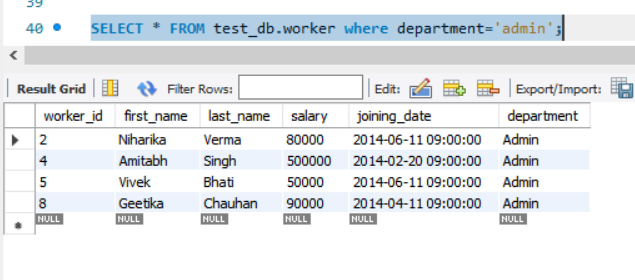 39
40 SELECT * FROM test_db.worker where department='admin';
Result Grid Filter Rows: Edit: Export/Import:
worker_id first_name last_name salary joining_date department
2 Niharika Verma 80000 2014-06-11 09:00:00 Admin
4 Amitabh Singh 500000 2014-02-20 09:00:00 Admin
5 Vivek Bhati 50000 2014-06-11 09:00:00 Admin
8 Geetika Chauhan 90000 2014-04-11 09:00:00 Admin
NULL NULL NULL NULL NULL NULL